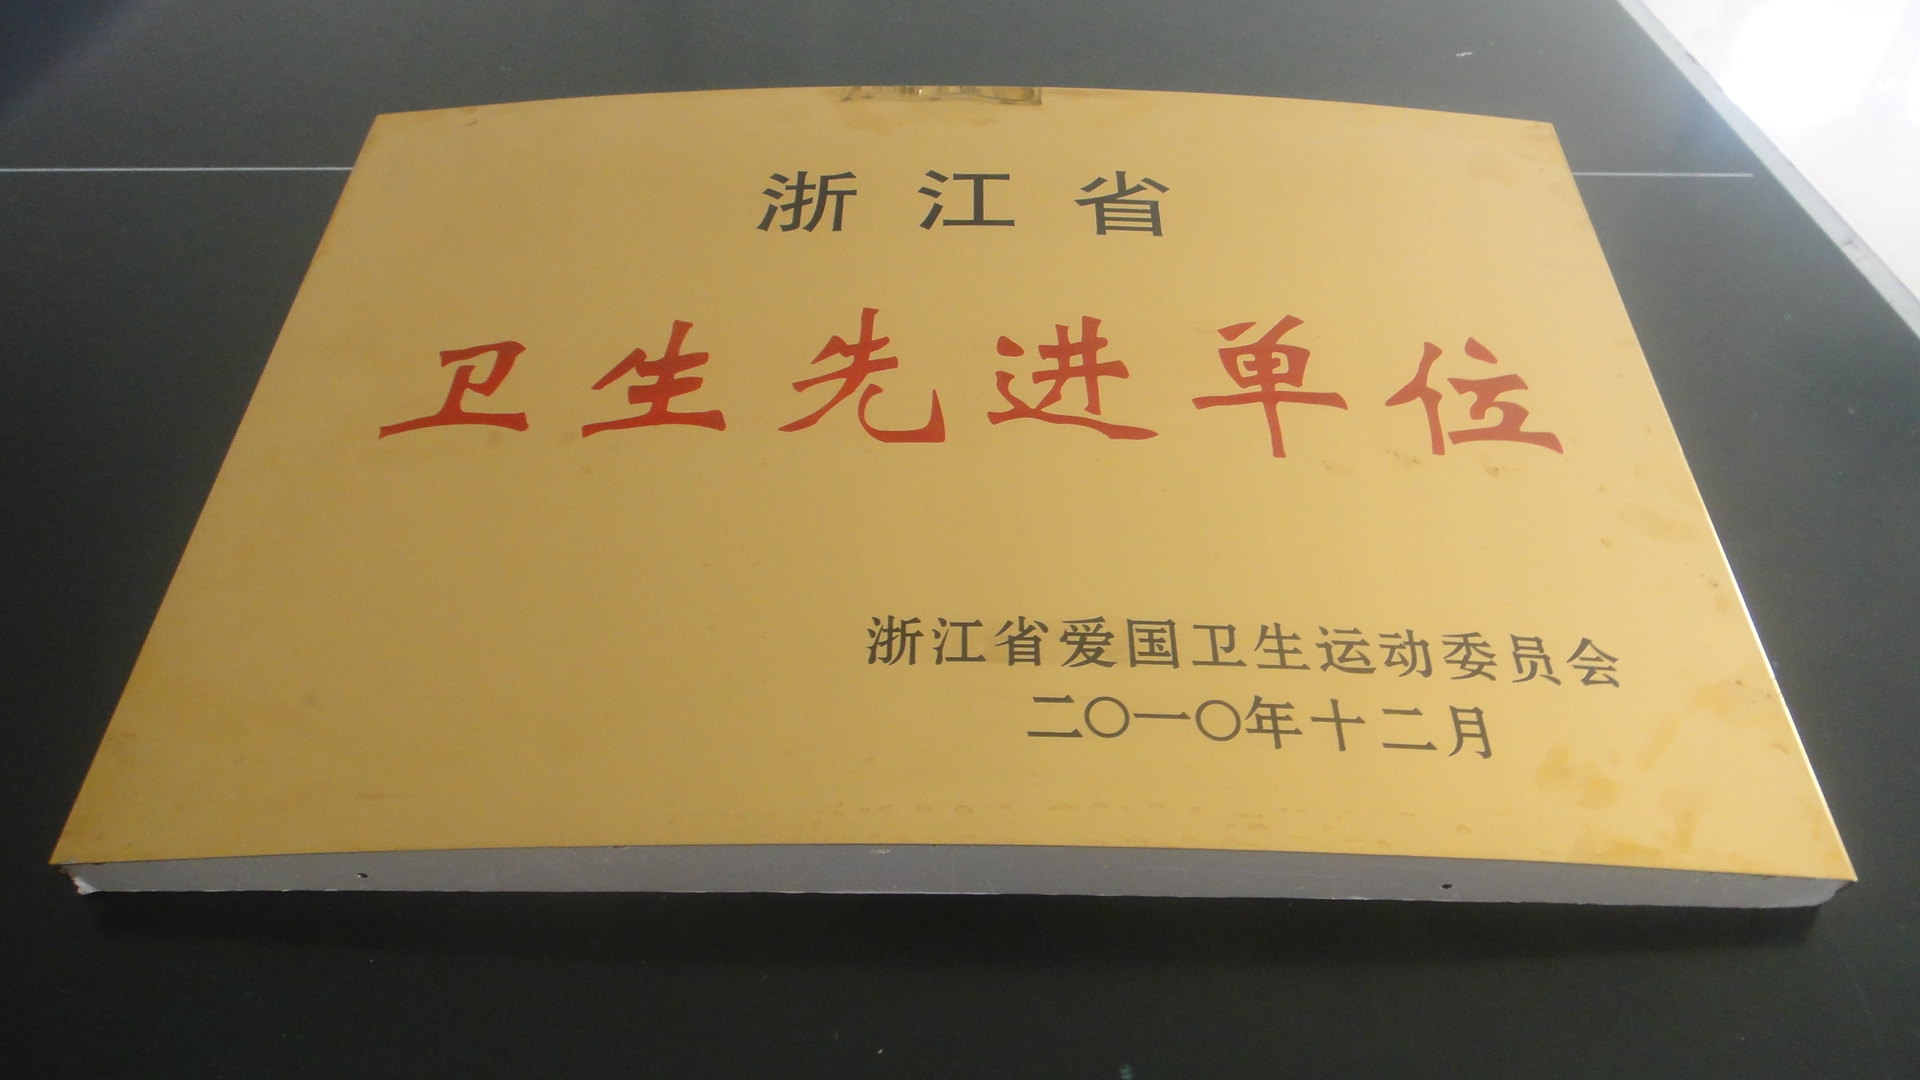 浙江省
卫生先进单位
浙江省爱国卫生运动委员会
二〇一〇年十二月